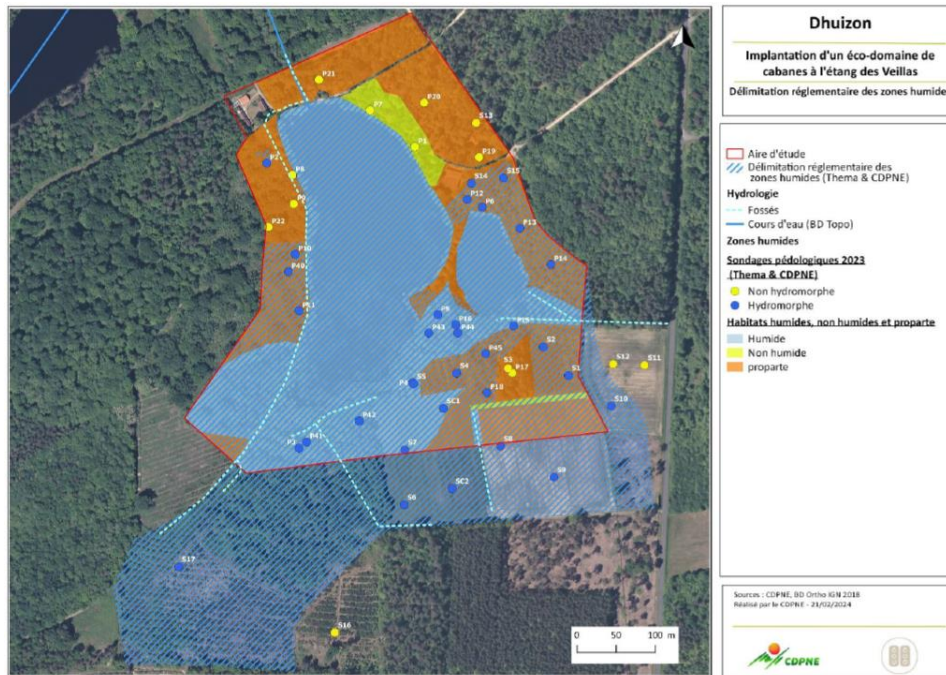 P21
P20
P7
S13
P1
P19
P2
P8
S14
S15
P12
P6
P9
P22
P13
P10
P14
P49
P51
P5
P16
P15
P43
P44
S2
P45
S3
S12
S11
S4
P17
S1
S5
P18
SC1
S10
P42
P41
P3
S7
S8
S9
SC2
S6
S17
S16
0 50 100 m
Dhuizon
Implantation d'un éco-domaine de
cabanes à l'étang des Veillas
Délimitation réglementaire des zones humide
Aire d'étude
Délimitation réglementaire des
zones humides (Thema & CDPNE)
Hydrologie
Fossés
Cours d'eau (BD Topo)
Zones humides
Sondages pédologiques 2023
(Thema & CDPNE)
Non hydromorphe
Hydromorphe
Habitats humides, non humides et proparte
Humide
Non humide
proparte
Sources : CDPNE, BD Ortho IGN 2018
Réalisé par le CDPNE - 21/02/2024
CDPNE